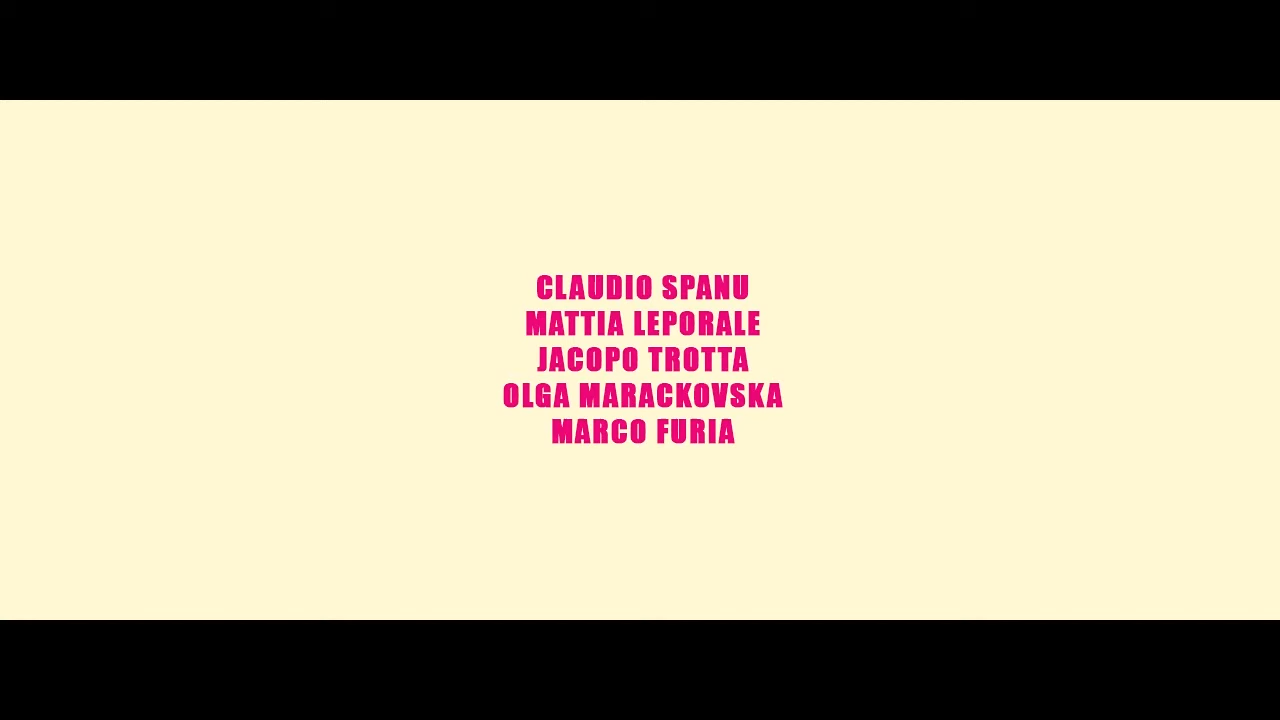 CLAUDIO SPANU
MATTIA LEPORALE
JACOPO TROTTA
OLGA MARACKOVSKA
MARCO FURIA